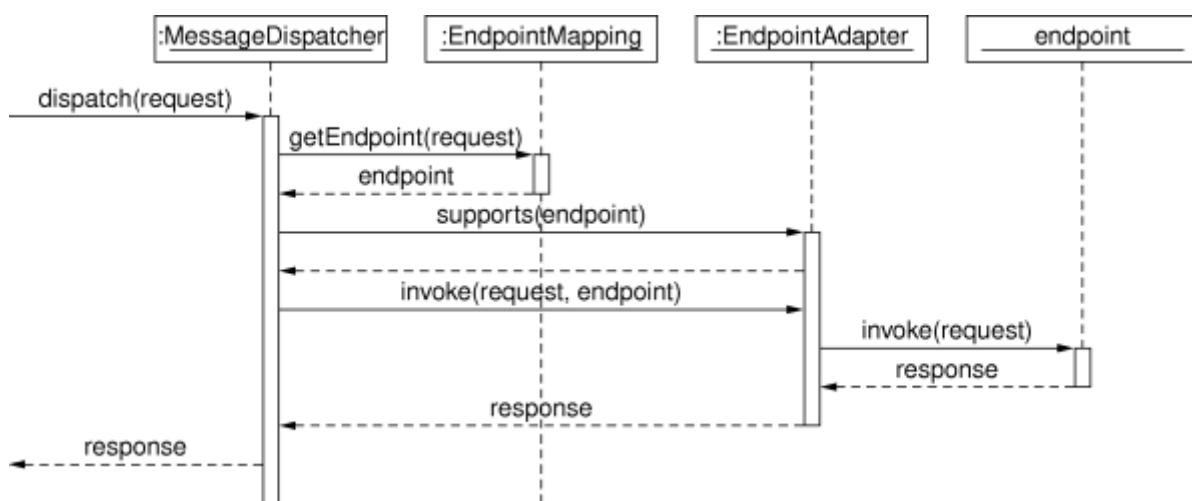 :MessageDispatcher
:EndpointMapping
:EndpointAdapter
endpoint
dispatch(request)
getEndpoint(request)
endpoint
supports(endpoint)
invoke(request, endpoint)
invoke(request)
response
response
response